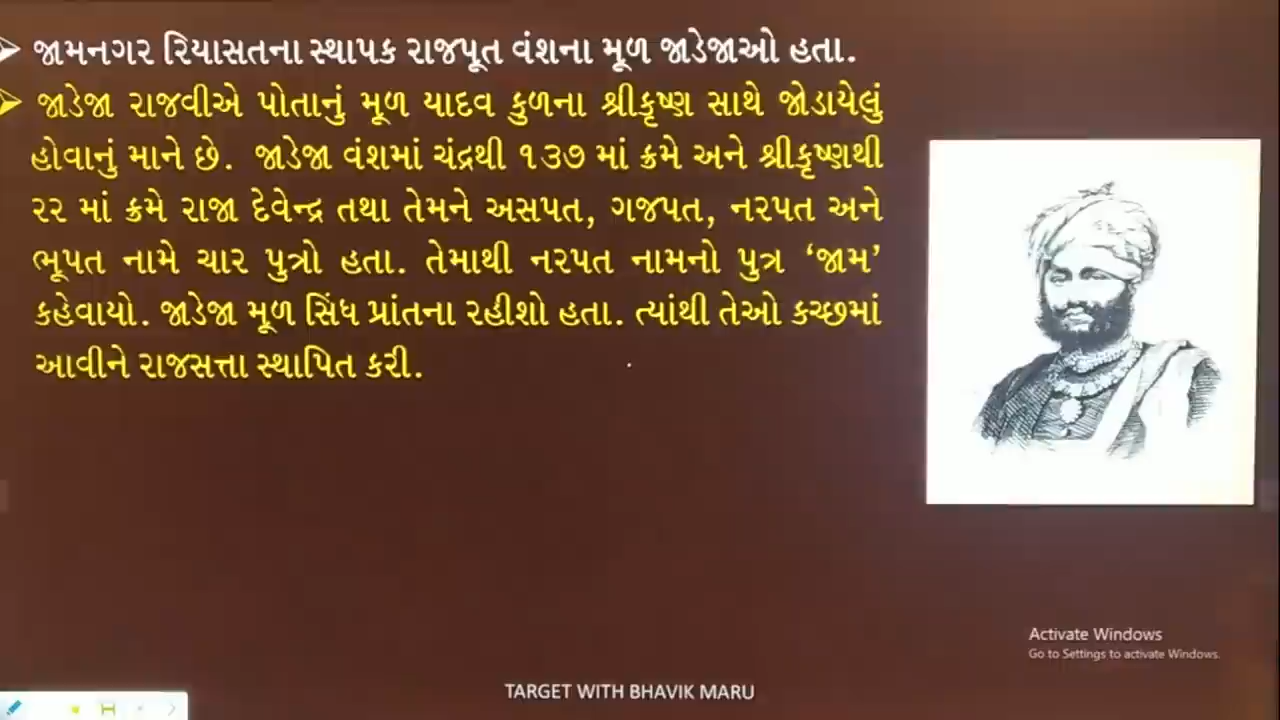 જામનગર રિયાસતના સ્થાપક રાજપૂત વંશના મૂળ જાડેજાઓ હતા.
જાડેજા રાજવીએ પોતાનું મૂળ યાદવ કુળના શ્રીકૃષ્ણ સાથે જોડાયેલું
હોવાનું માને છે. જાડેજા વંશમાં ચંદ્રથી ૧૩૭ માં ક્રમે અને શ્રીકૃષ્ણથી
૨૨ માં ક્રમે રાજા દેવેન્દ્ર તથા તેમને અસપત, ગજપત, નરપત અને
ભૂપત નામે ચાર પુત્રો હતા. તેમાથી નરપત નામનો પુત્ર ‘જામ’
કહેવાયો. જાડેજા મૂળ સિંધ પ્રાંતના રહીશો હતા. ત્યાંથી તેઓ કચ્છમાં
આવીને રાજસત્તા સ્થાપિત કરી.
Activate Windows
Go to Settings to activate Windows.
TARGET WITH BHAVIK MARU